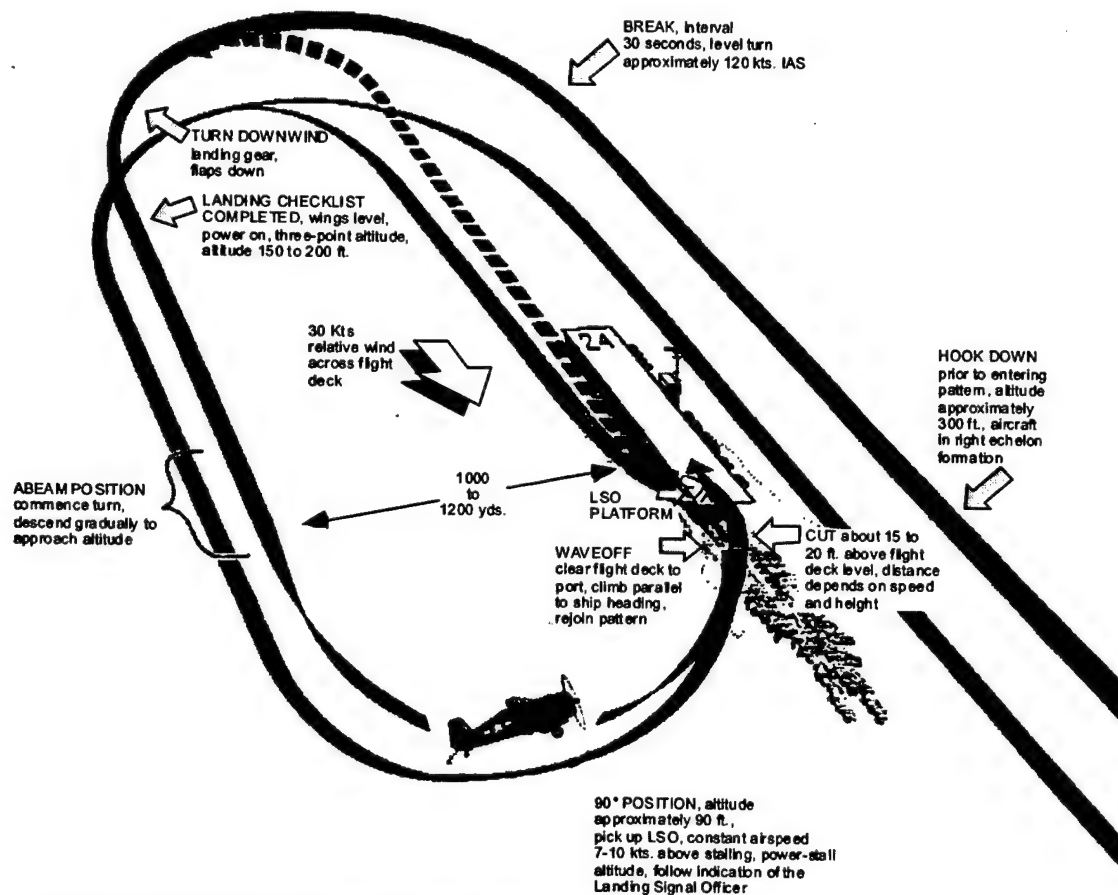 BREAK, interval
30 seconds, level turn
approximately 120 kts. IAS
TURN DOWNWIND
landing gear,
flaps down
LANDING CHECKLIST
COMPLETED, wings level,
power on, three-point altitude,
altitude 150 to 200 ft.
24
30 Kts
relative wind
across flight
deck
HOOK DOWN
prior to entering
pattern, altitude
approximately
300 ft., aircraft
in right echelon
formation
ABEAM POSITION
commence turn,
descend gradually to
approach altitude
1000
to
1200 yds.
LSO
PLATFORM
WAVEOFF
clear flight deck to
port, climb parallel
to ship heading,
rejoin pattern
CUT about 15 to
20 ft. above flight
deck level, distance
depends on speed
and height
90° POSITION, altitude
approximately 90 ft.,
pick up LSO, constant airspeed
7-10 kts. above stalling, power-stall
altitude, follow indication of the
Landing Signal Officer